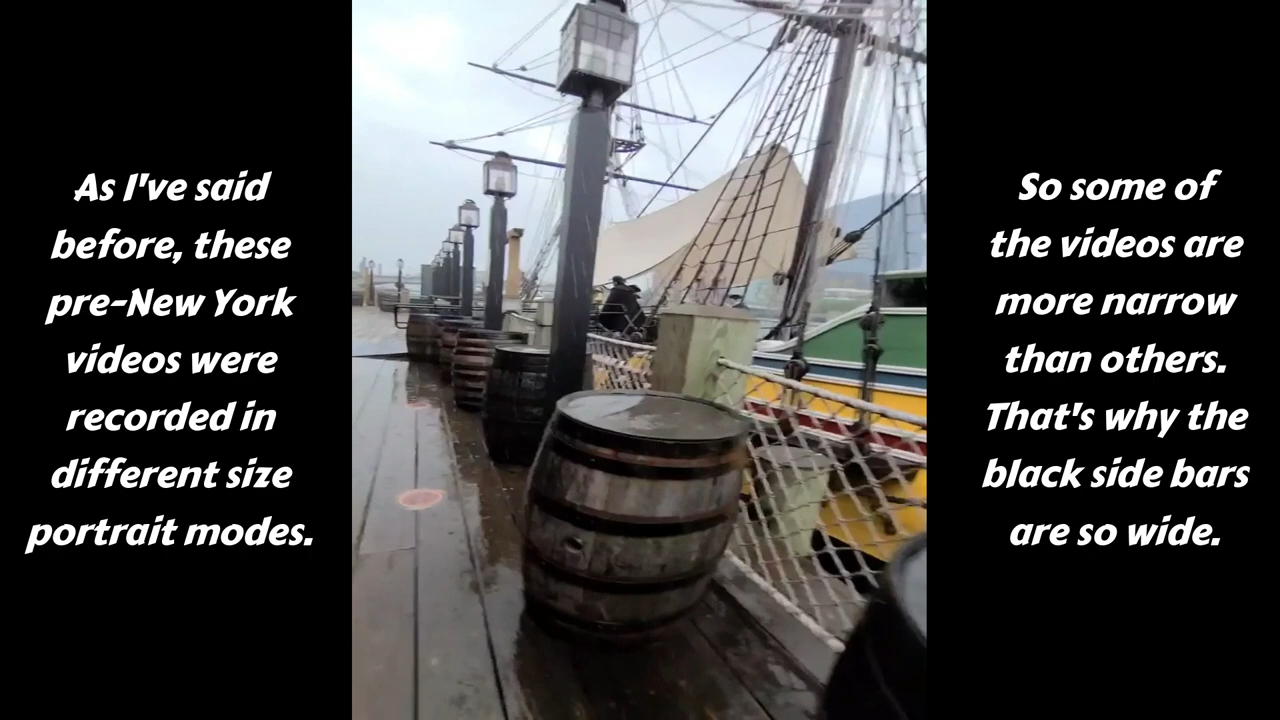 As I've said
before, these
pre-New York
videos were
recorded in
different size
portrait modes.
So some of
the videos are
more narrow
than others.
That's why the
black side bars
are so wide.